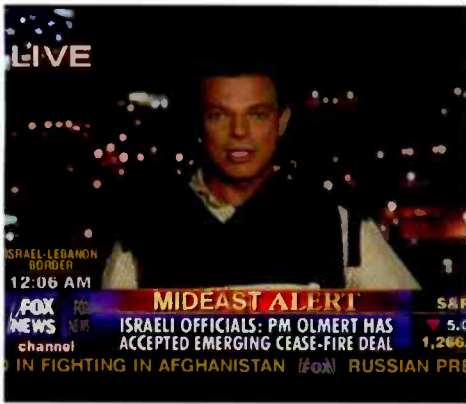 LIVE
ISRAEL-LEBANON
BORDER
12:06 AM
FOX
NEWS
channel
MIDEAST ALERT
ISRAELI OFFICIALS: PM OLMERT HAS
ACCEPTED EMERGING CEASE-FIRE DEAL
S&P
5.0
1,266.
IN FIGHTING IN AFGHANISTAN FOX RUSSIAN PRE